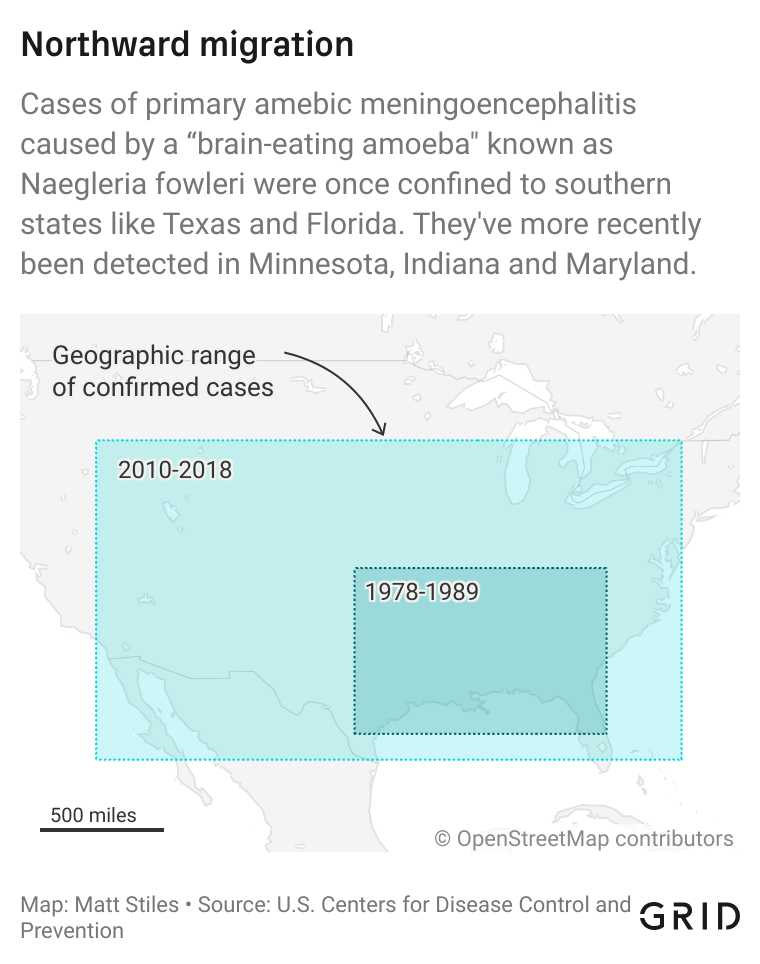 Northward migration
Cases of primary amebic meningoencephalitis
caused by a “brain-eating amoeba" known as
Naegleria fowleri were once confined to southern
states like Texas and Florida. They've more recently
been detected in Minnesota, Indiana and Maryland.
Geographic range
of confirmed cases
2010-2018
1978-1989
500 miles
© OpenStreetMap contributors
Map: Matt Stiles • Source: U.S. Centers for Disease Control and
Prevention
GRID